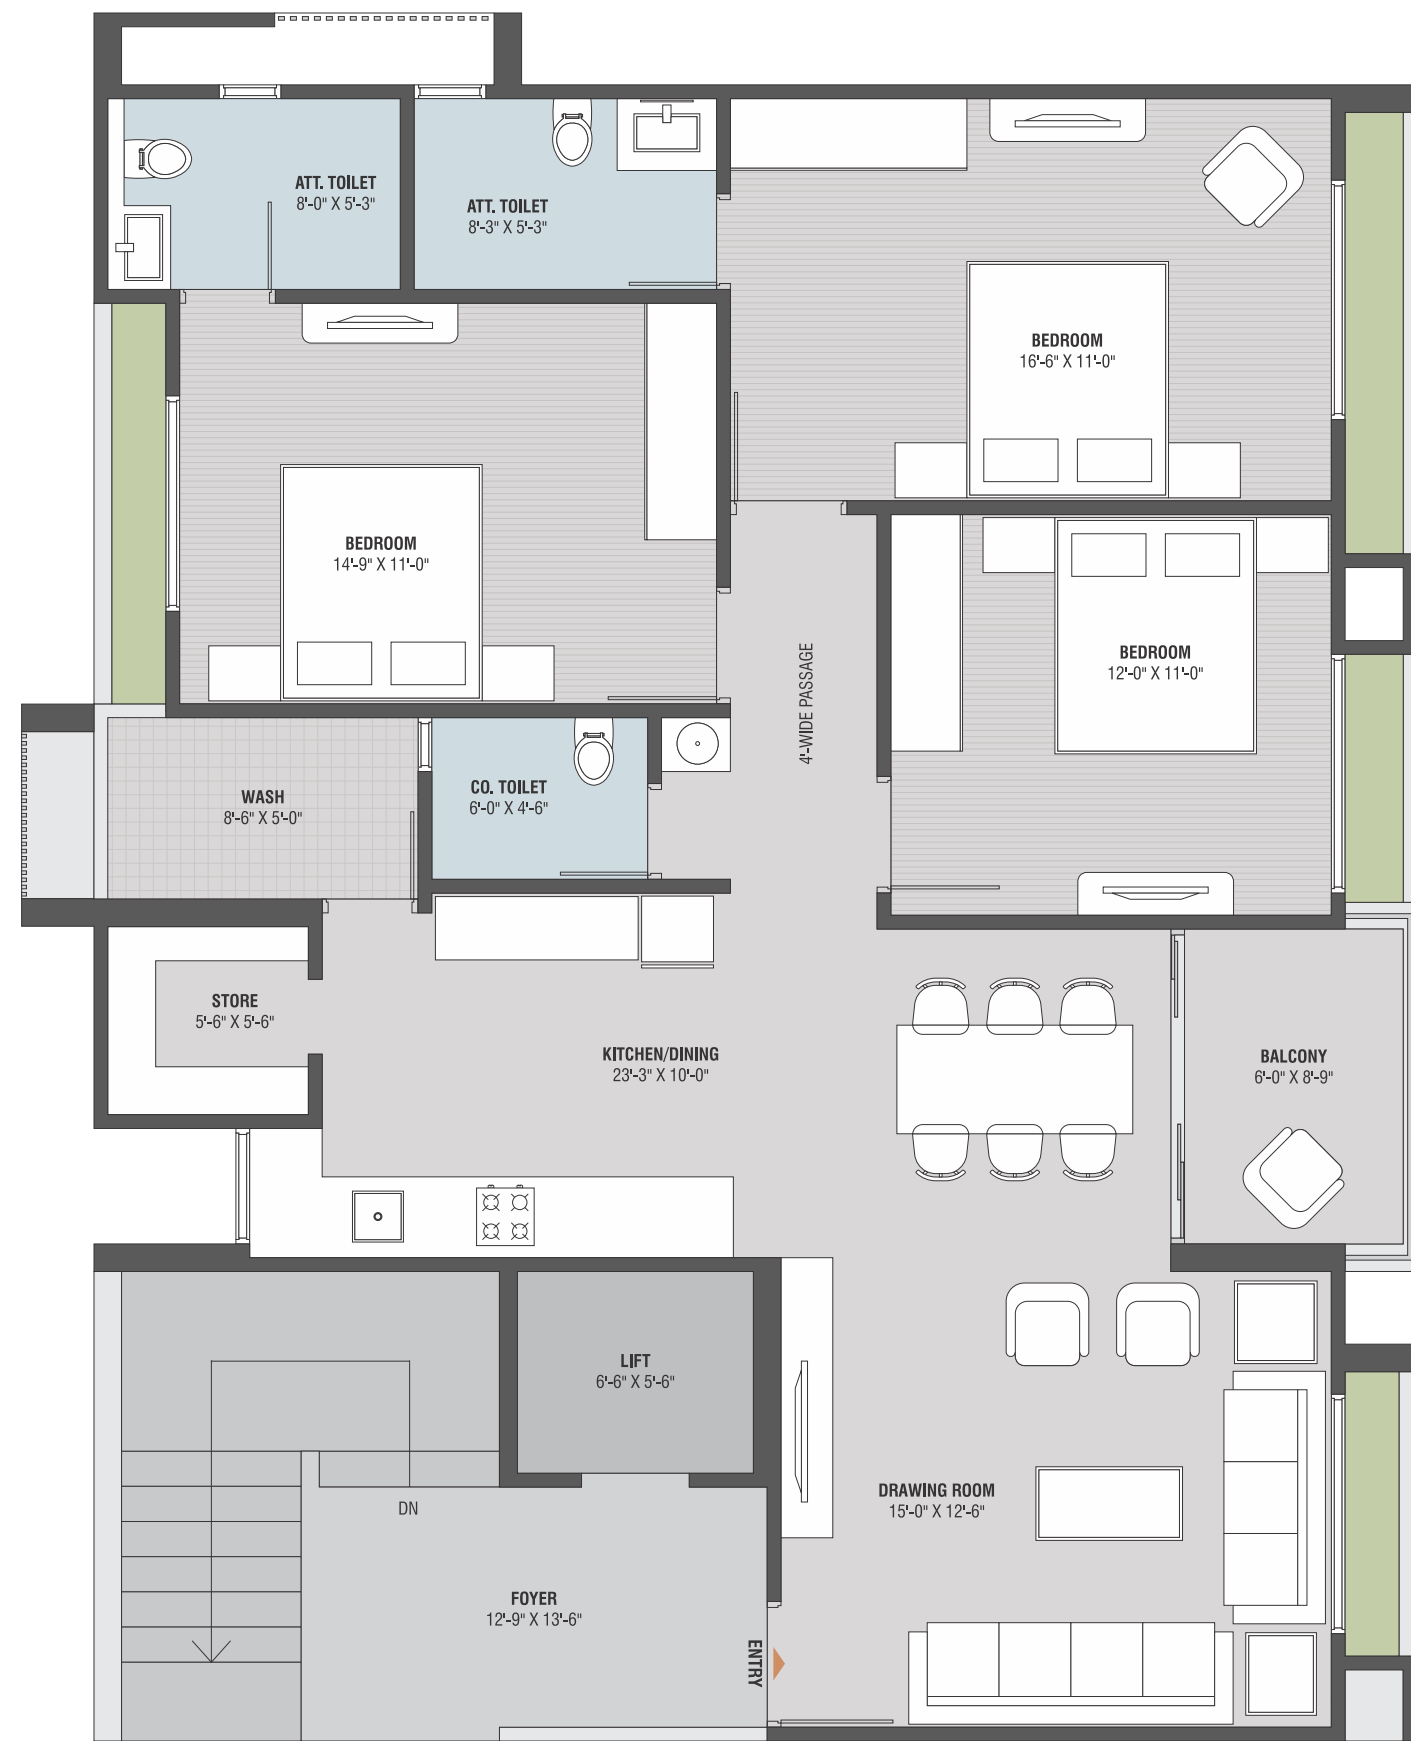 ATT. TOILET
8'-0" X 5'-3"
ATT. TOILET
8'-3" X 5'-3"
BEDROOM
16'-6" X 11'-0"
BEDROOM
14'-9" X 11'-0"
BEDROOM
12'-0" X 11'-0"
4'-WIDE PASSAGE
WASH
8'-6" X 5'-0"
CO. TOILET
6'-0" X 4'-6"
STORE
5'-6" X 5'-6"
KITCHEN/DINING
23'-3" X 10'-0"
BALCONY
6'-0" X 8'-9"
LIFT
6'-6" X 5'-6"
DRAWING ROOM
15'-0" X 12'-6"
DN
FOYER
12'-9" X 13'-6"
ENTRY